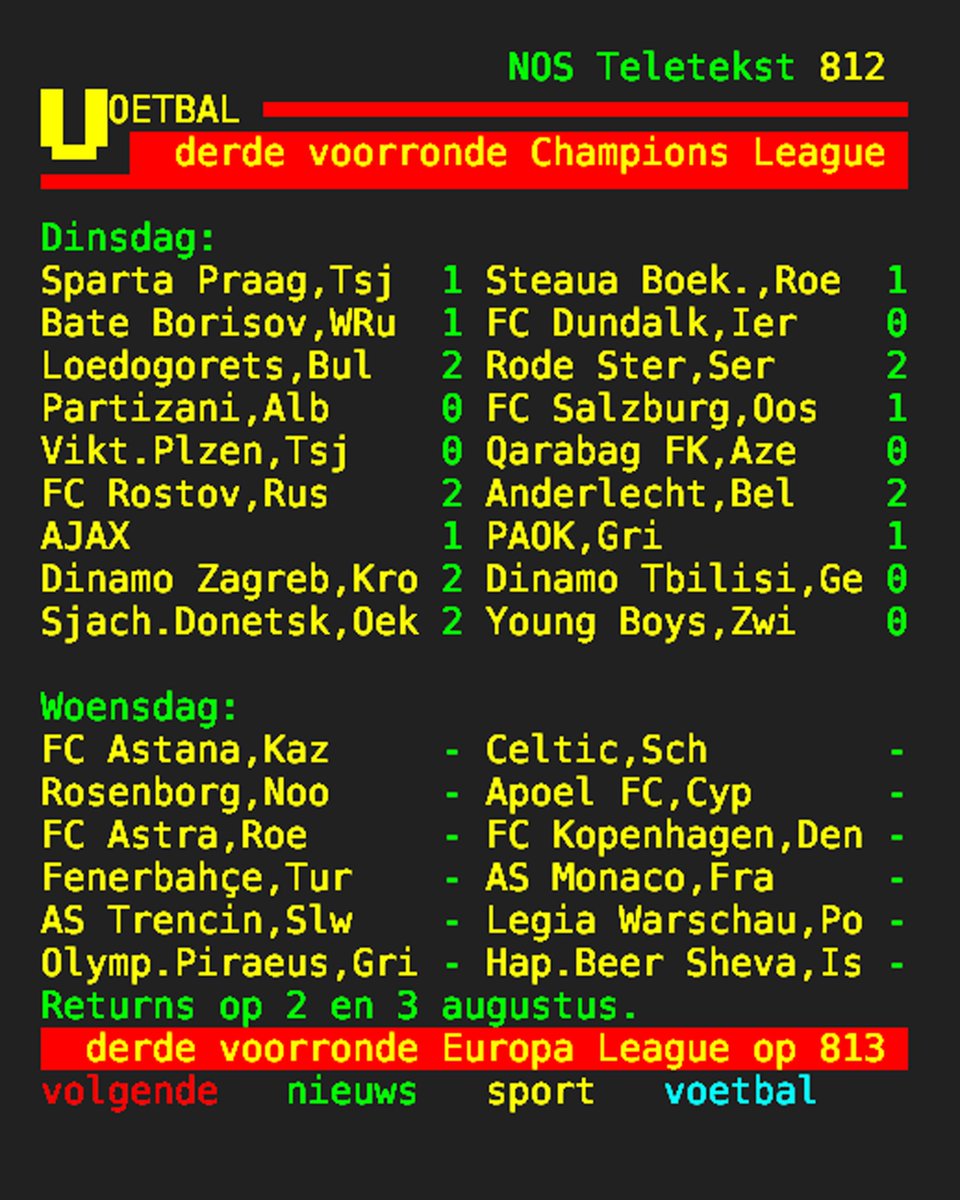 NOS Teletekst 812
VOETBAL
derde voorronde Champions League
Dinsdag:
Sparta Praag,Tsj 1 Steaua Boek.,Roe 1
Bate Borisov,WRu 1 FC Dundalk,Ier 0
Loedogorets,Bul 2 Rode Ster,Ser 2
Partizani,Alb 0 FC Salzburg,Oos 1
Vikt.Plzen,Tsj 0 Qarabag FK,Aze 0
FC Rostov,Rus 2 Anderlecht,Bel 2
AJAX 1 PAOK,Gri 1
Dinamo Zagreb,Kro 2 Dinamo Tbilisi,Ge 0
Sjach.Donetsk,Oek 2 Young Boys,Zwi 0
Woensdag:
FC Astana,Kaz - Celtic,Sch -
Rosenborg,Noo - Apoel FC,Cyp -
FC Astra,Roe - FC Kopenhagen,Den -
Fenerbahçe,Tur - AS Monaco,Fra -
AS Trencin,Slw - Legia Warschau,Po -
Olymp.Piraeus,Gri - Hap.Beer Sheva,Is -
Returns op 2 en 3 augustus.
derde voorronde Europa League op 813
volgende nieuws sport voetbal